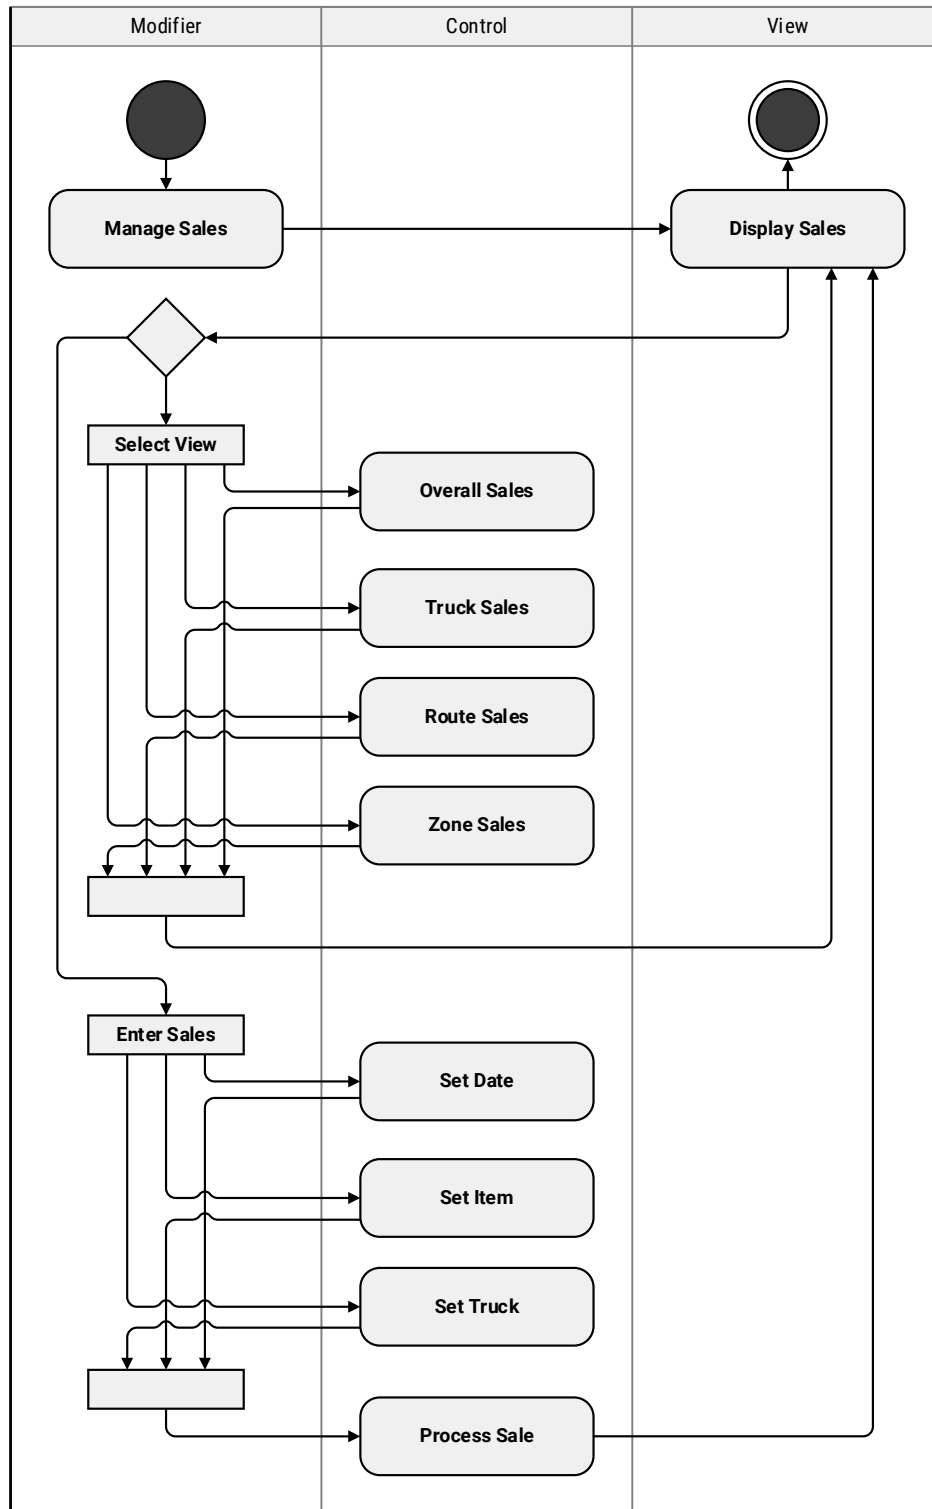 Modifier
Control
View
Manage Sales
Display Sales
Select View
Overall Sales
Truck Sales
Route Sales
Zone Sales
Enter Sales
Set Date
Set Item
Set Truck
Process Sale